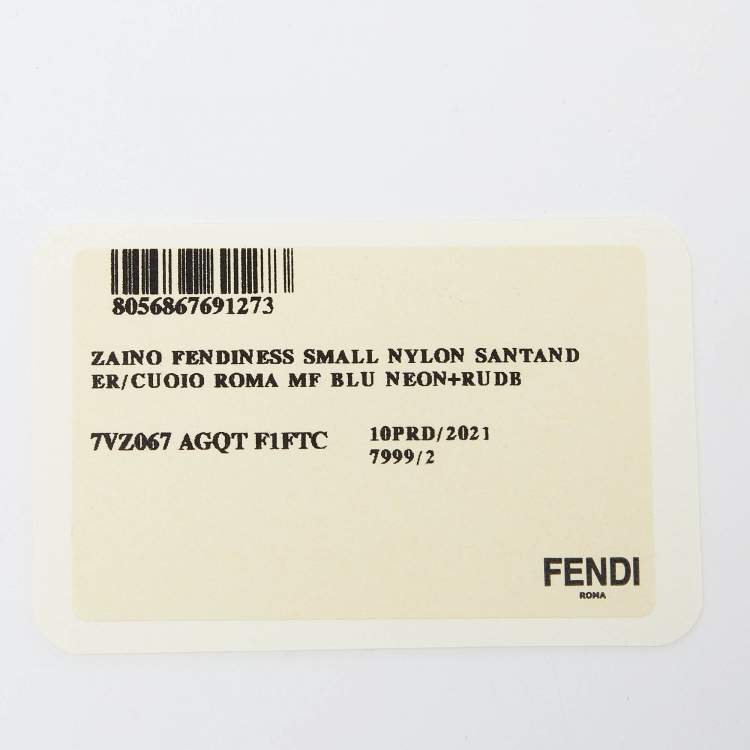 8056867691273
ZAINO FENDINESS SMALL NYLON SANTAND
ER/CUOIO ROMA MF BLU NEON+RUDB
7VZ067 AGQT F1FTC
10PRD/2021
7999/2
FENDI
ROMA